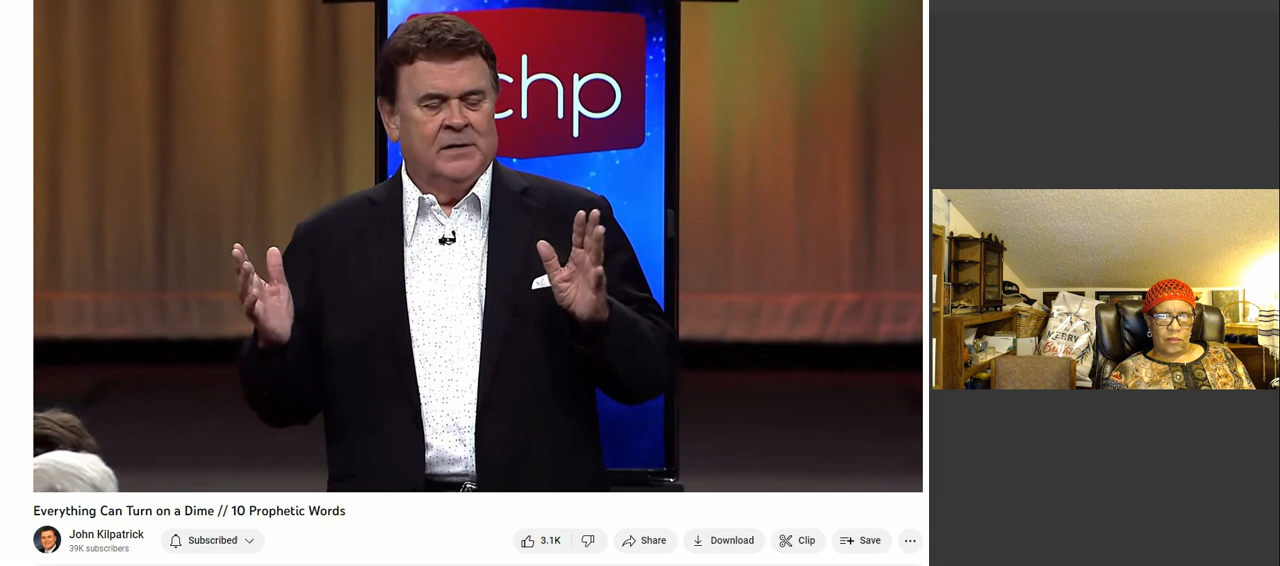 chp
Everything Can Turn on a Dime // 10 Prophetic Words
John Kilpatrick
39K subscribers
Subscribed
3.1K
Share
Download
Clip
Save